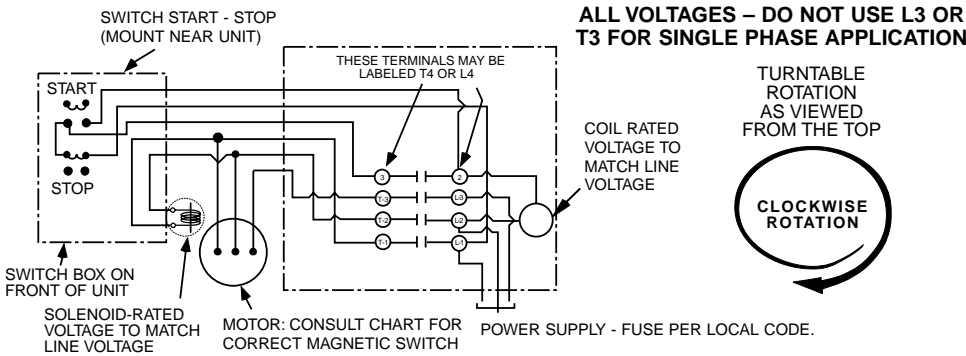 SWITCH START - STOP
(MOUNT NEAR UNIT)
ALL VOLTAGES – DO NOT USE L3 OR
T3 FOR SINGLE PHASE APPLICATION
THESE TERMINALS MAY BE
LABELED T4 OR L4
START
STOP
TURNTABLE
ROTATION
AS VIEWED
FROM THE TOP
COIL RATED
VOLTAGE TO
MATCH LINE
VOLTAGE
3
2
T-3
L-3
T-2
L-2
T-1
L-1
CLOCKWISE
ROTATION
SWITCH BOX ON
FRONT OF UNIT
SOLENOID-RATED
VOLTAGE TO MATCH
LINE VOLTAGE
MOTOR: CONSULT CHART FOR
CORRECT MAGNETIC SWITCH
POWER SUPPLY - FUSE PER LOCAL CODE.